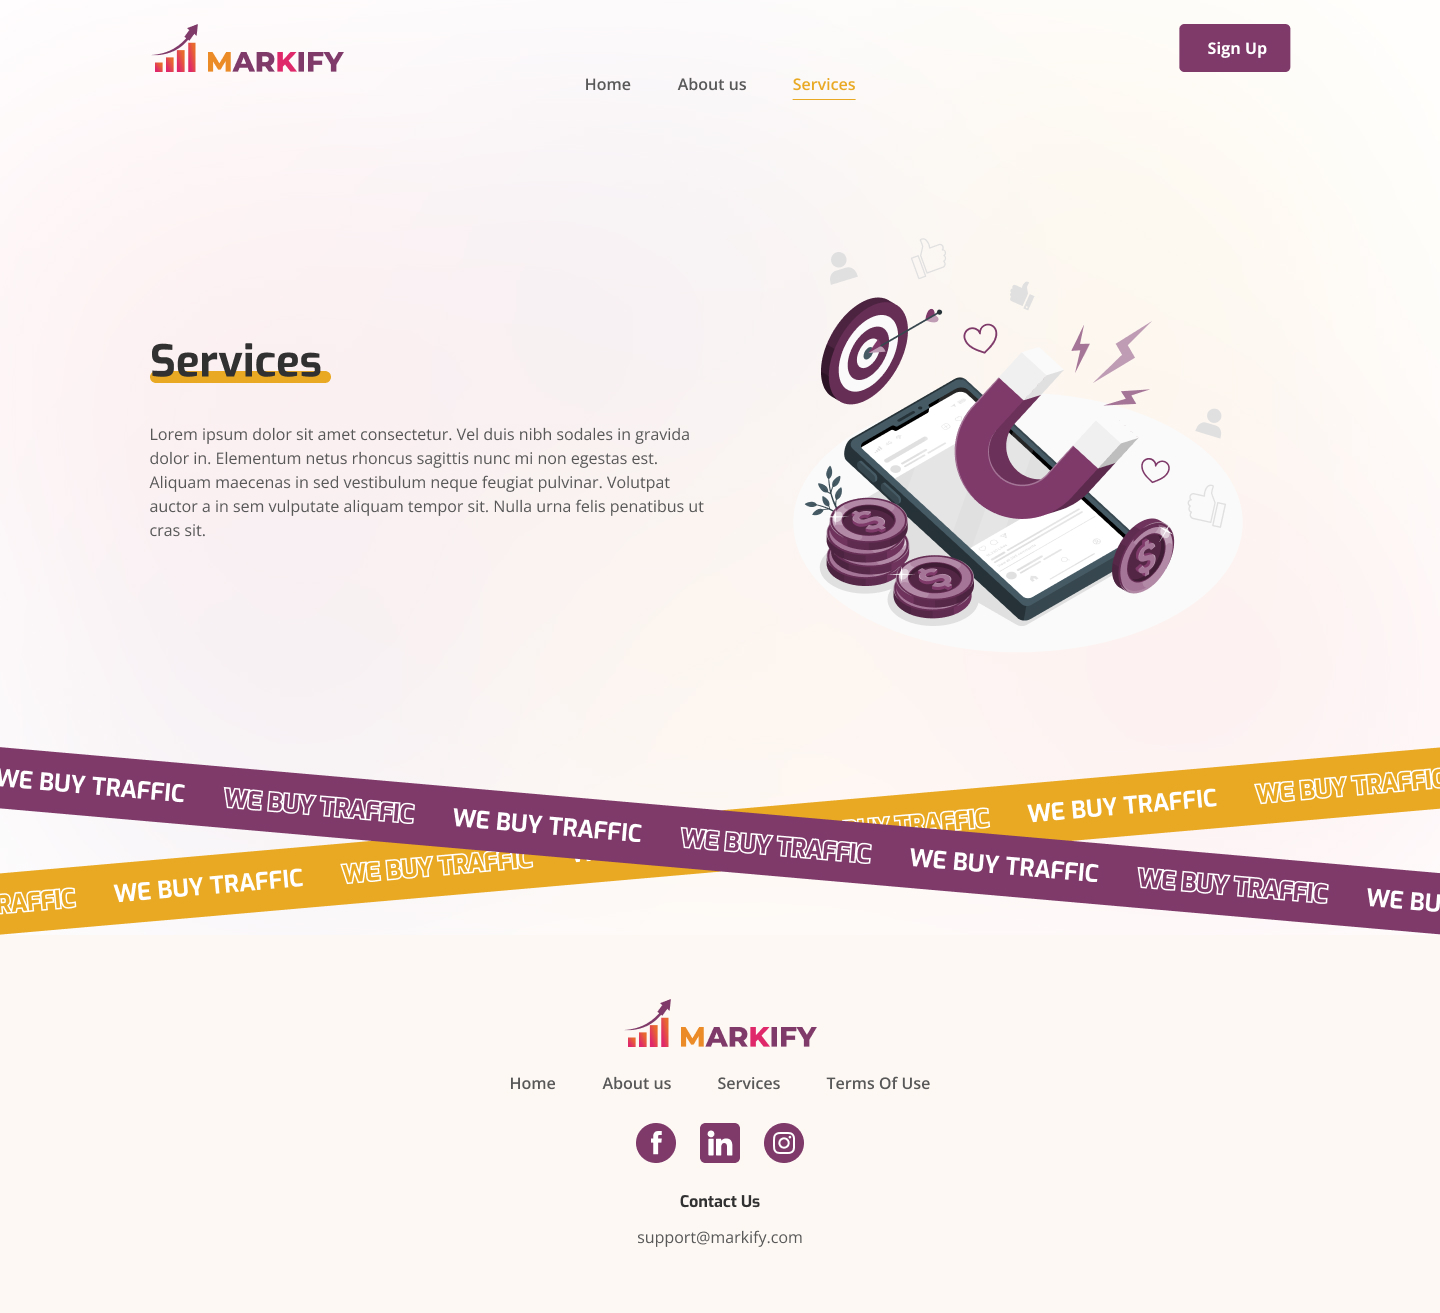 MARKIFY
Sign Up
Home About us Services
Services
Lorem ipsum dolor sit amet consectetur. Vel duis nibh sodales in gravida
dolor in. Elementum netus rhoncus sagittis nunc mi non egestas est.
Aliquam maecenas in sed vestibulum neque feugiat pulvinar. Volutpat
auctor a in sem vulputate aliquam tempor sit. Nulla urna felis penatibus ut
cras sit.
WE BUY TRAFFIC WE BUY TRAFFIC WE BUY TRAFFIC WE BUY TRAFFIC WE BUY TRAFFIC WE BUY TRAFFIC WE BU
TRAFFIC WE BUY TRAFFIC WE BUY TRAFFIC BUY TRAFFIC WE BUY TRAFFIC WE BUY TRAFFIC
MARKIFY
Home About us Services Terms Of Use
Contact Us
support@markify.com